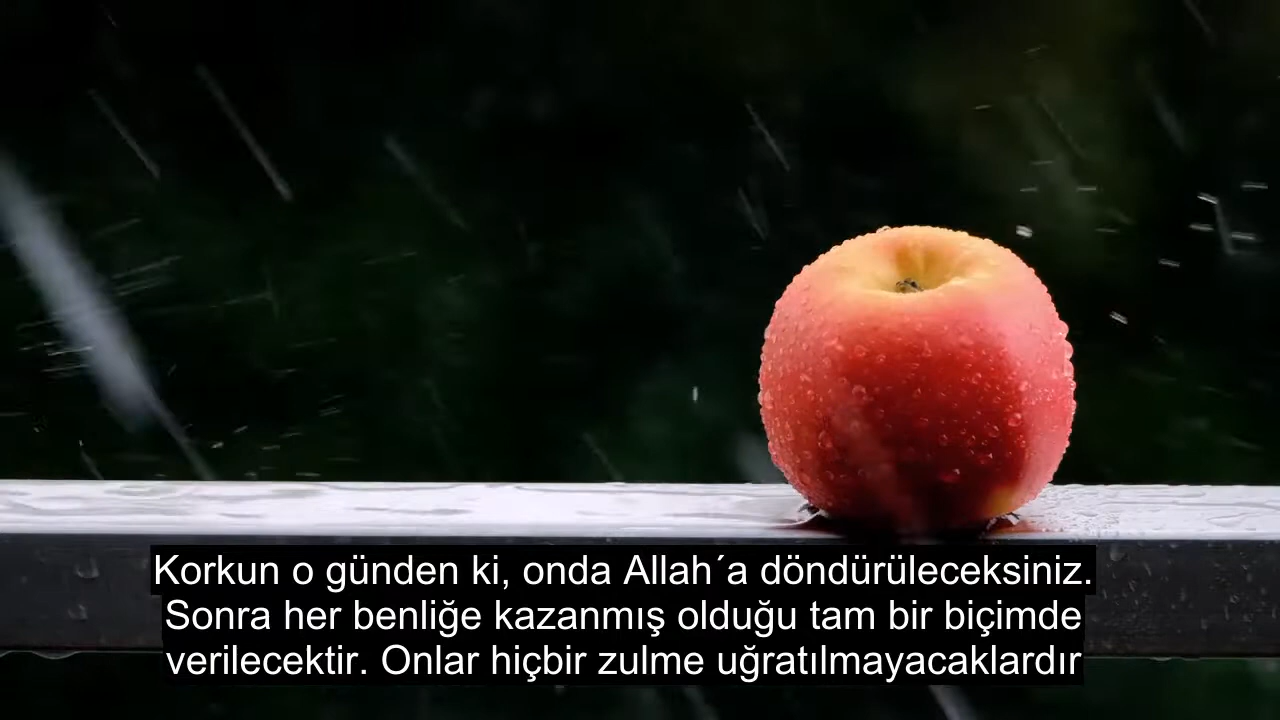 Korkun o günden ki, onda Allah´a döndürüleceksiniz.
Sonra her benliğe kazanmış olduğu tam bir biçimde
verilecektir. Onlar hiçbir zulme uğratılmayacaklardır